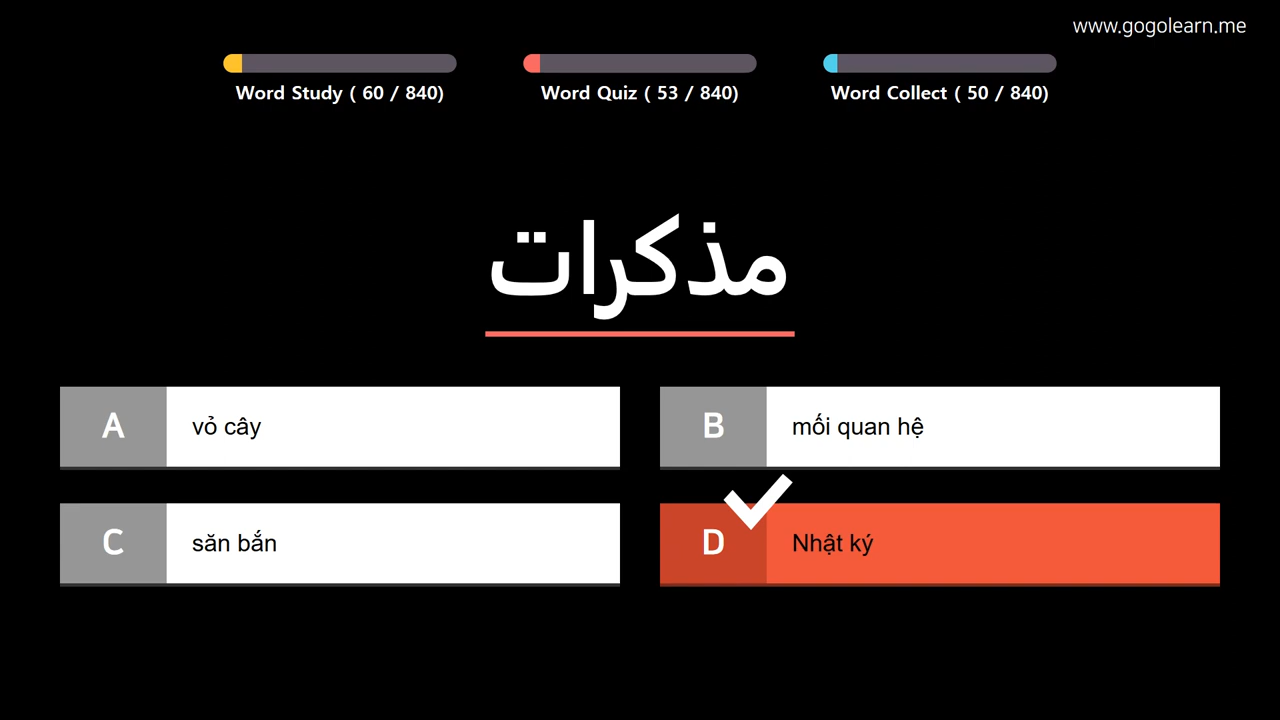 www.gogolearn.me
Word Study ( 60 / 840)
Word Quiz ( 53 / 840)
Word Collect ( 50 / 840)
مذكرات
A
vỏ cây
B
mối quan hệ
C
săn bắn
D
Nhật ký